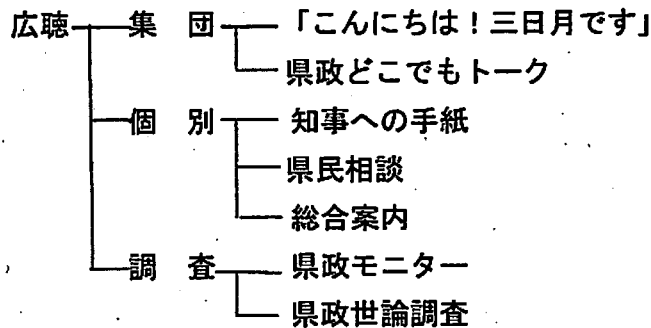 広聴 集団 「こんにちは！三日月です」
県政どこでもトーク
個別 知事への手紙
県民相談
総合案内
調査 県政モニター
県政世論調査